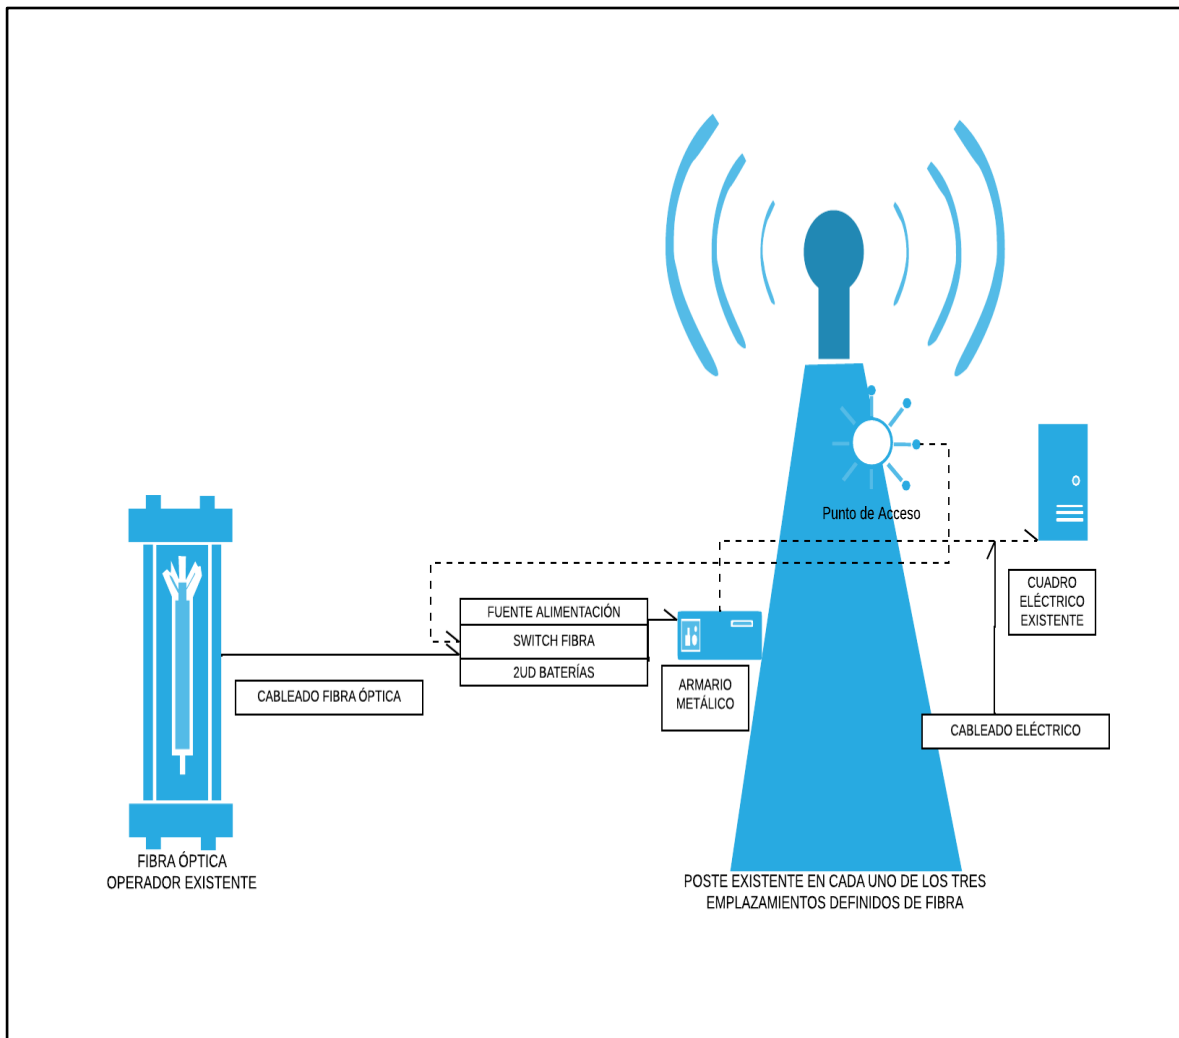 Punto de Acceso
CUADRO
ELÉCTRICO
EXISTENTE
FUENTE ALIMENTACIÓN
SWITCH FIBRA
2UD BATERÍAS
CABLEADO FIBRA ÓPTICA
ARMARIO
METÁLICO
CABLEADO ELÉCTRICO
FIBRA ÓPTICA
OPERADOR EXISTENTE
POSTE EXISTENTE EN CADA UNO DE LOS TRES
EMPLAZAMIENTOS DEFINIDOS DE FIBRA